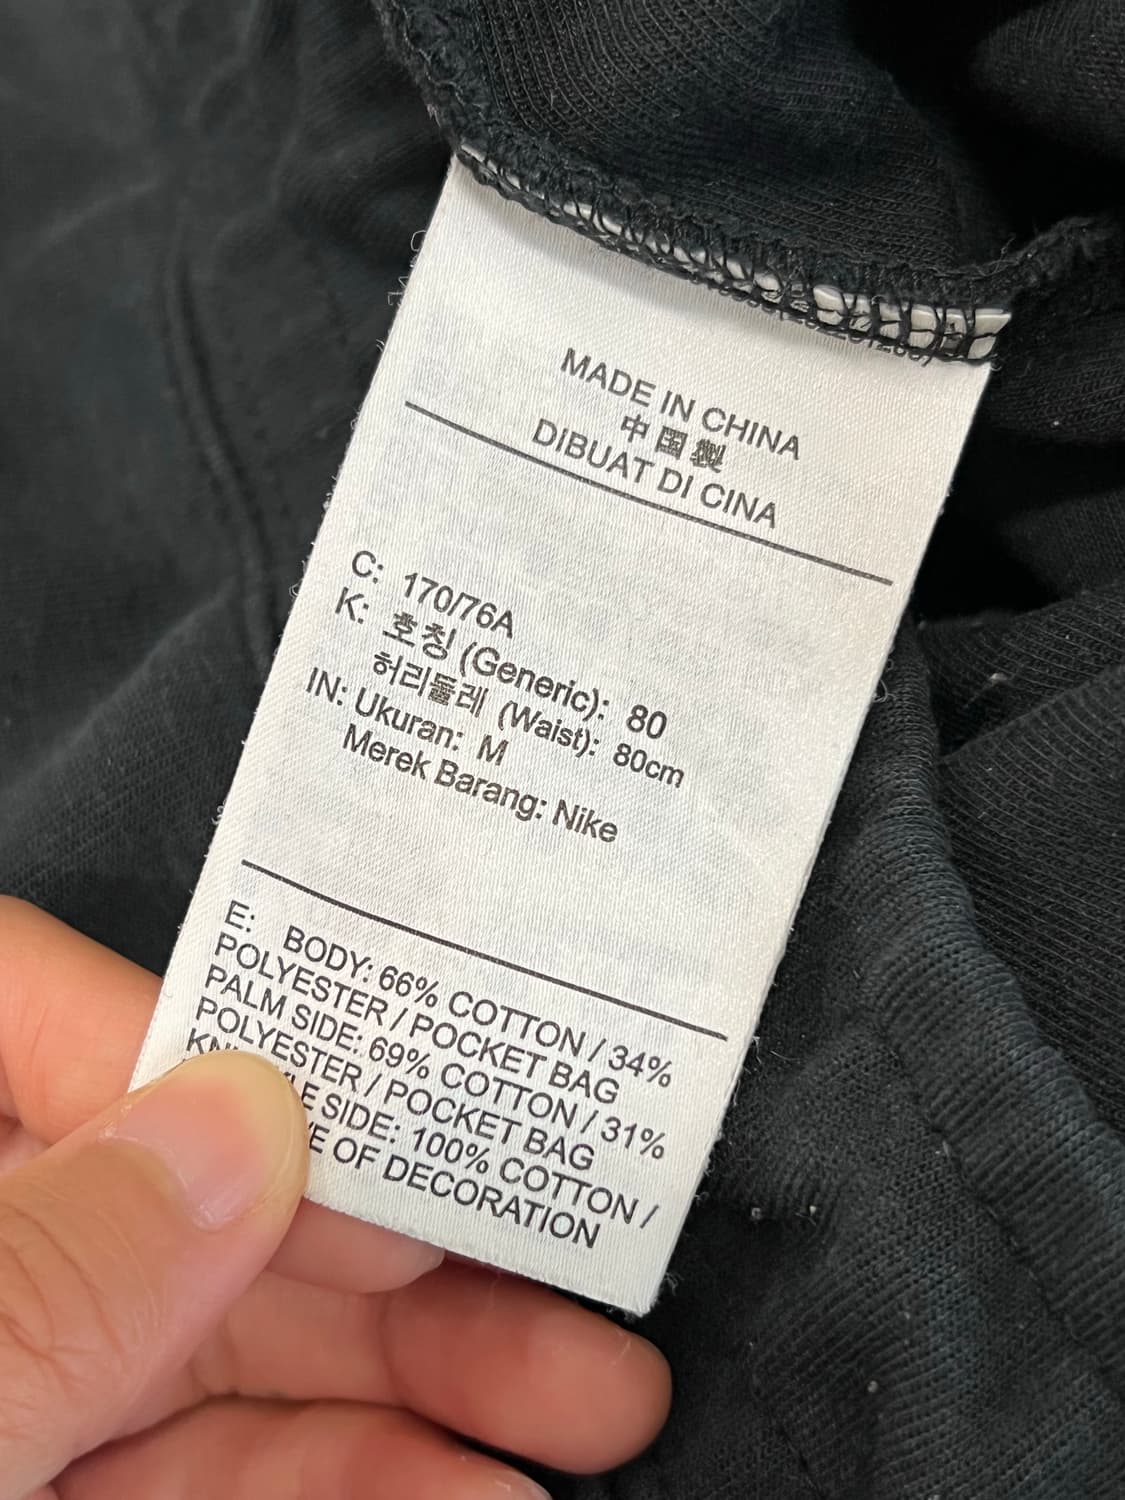 MADE IN CHINA
中国製
DIBUAT DI CINA
C: 170/76A
K: 호칭 (Generic): 80
허리둘레 (Waist): 80cm
IN: Ukuran: M
Merek Barang: Nike
E: BODY: 66% COTTON / 34%
POLYESTER / POCKET BAG
PALM SIDE: 69% COTTON / 31%
POLYESTER / POCKET BAG
SIDE: 100% COTTON /
OF DECORATION